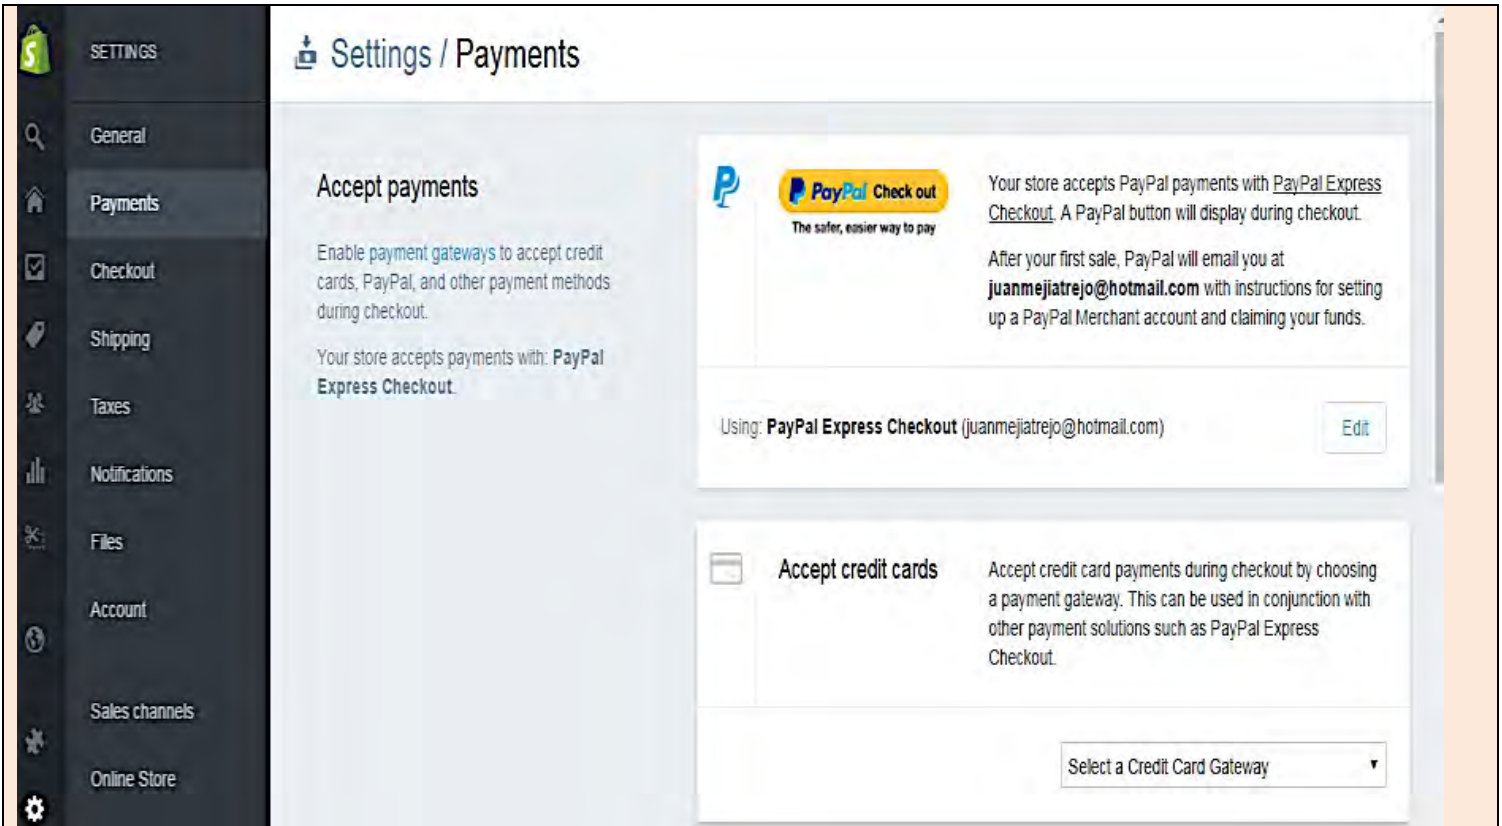 SETTINGS
General
Payments
Checkout
Shipping
Taxes
Notifications
Files
Account
Sales channels
Online Store
Settings / Payments
Accept payments
Enable payment gateways to accept credit
cards, PayPal, and other payment methods
during checkout.
Your store accepts payments with: PayPal
Express Checkout.
PayPal Check out
The safer, easier way to pay
Your store accepts PayPal payments with PayPal Express
Checkout. A PayPal button will display during checkout.
After your first sale, PayPal will email you at
juanmejiatrejo@hotmail.com with instructions for setting
up a PayPal Merchant account and claiming your funds.
Using: PayPal Express Checkout (juanmejiatrejo@hotmail.com)
Edit
Accept credit cards
Accept credit card payments during checkout by choosing
a payment gateway. This can be used in conjunction with
other payment solutions such as PayPal Express
Checkout.
Select a Credit Card Gateway